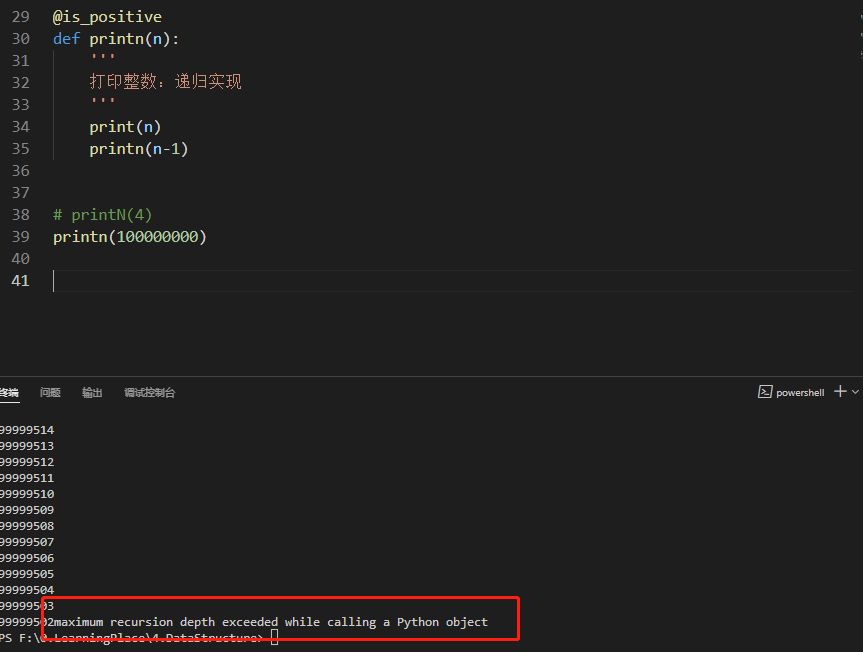 29 @is_positive
30 def printn(n):
31     '''
32     打印整数：递归实现
33     '''
34     print(n)
35     printn(n-1)
36
37
38 # printN(4)
39 printn(100000000)
40
41
终端 问题 输出 调试控制台 powershell
99999514
99999513
99999512
99999511
99999510
99999509
99999508
99999507
99999506
99999505
99999504
99999503
99999502maximum recursion depth exceeded while calling a Python object
PS F:\0.LearningPlace\4.DataStructure>